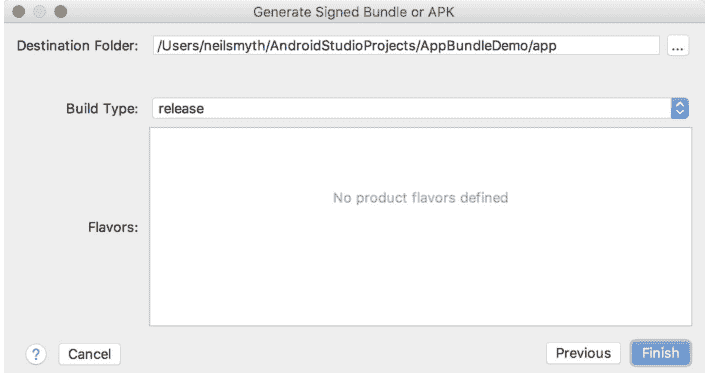 Generate Signed Bundle or APK
Destination Folder: /Users/neilsmyth/AndroidStudioProjects/AppBundleDemo/app ...
Build Type: release
No product flavors defined
Flavors:
? Cancel Previous Finish